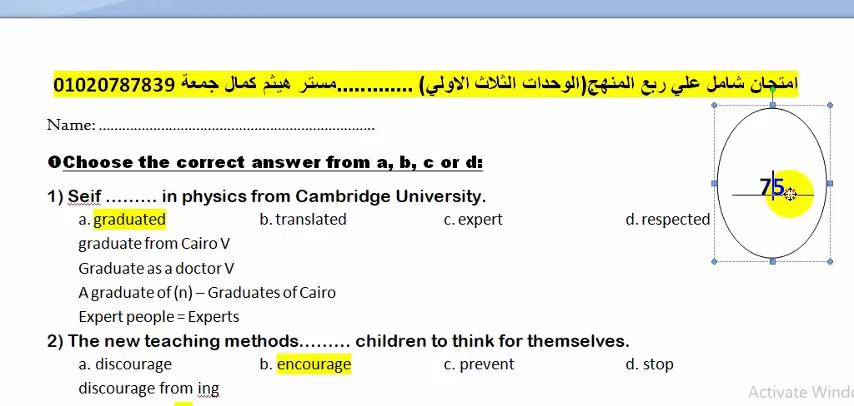 امتجان شامل علي ربع المنهج(الوحدات الثلاث الاولي) .............مستر هيثم كمال جمعة 01020787839
Name: ........................................................................
75
❶Choose the correct answer from a, b, c or d:
1) Seif ……… in physics from Cambridge University.
a. graduated b. translated c. expert d. respected
graduate from Cairo V
Graduate as a doctor V
A graduate of (n) – Graduates of Cairo
Expert people = Experts
2) The new teaching methods……… children to think for themselves.
a. discourage b. encourage c. prevent d. stop
discourage from ing
Activate Windo